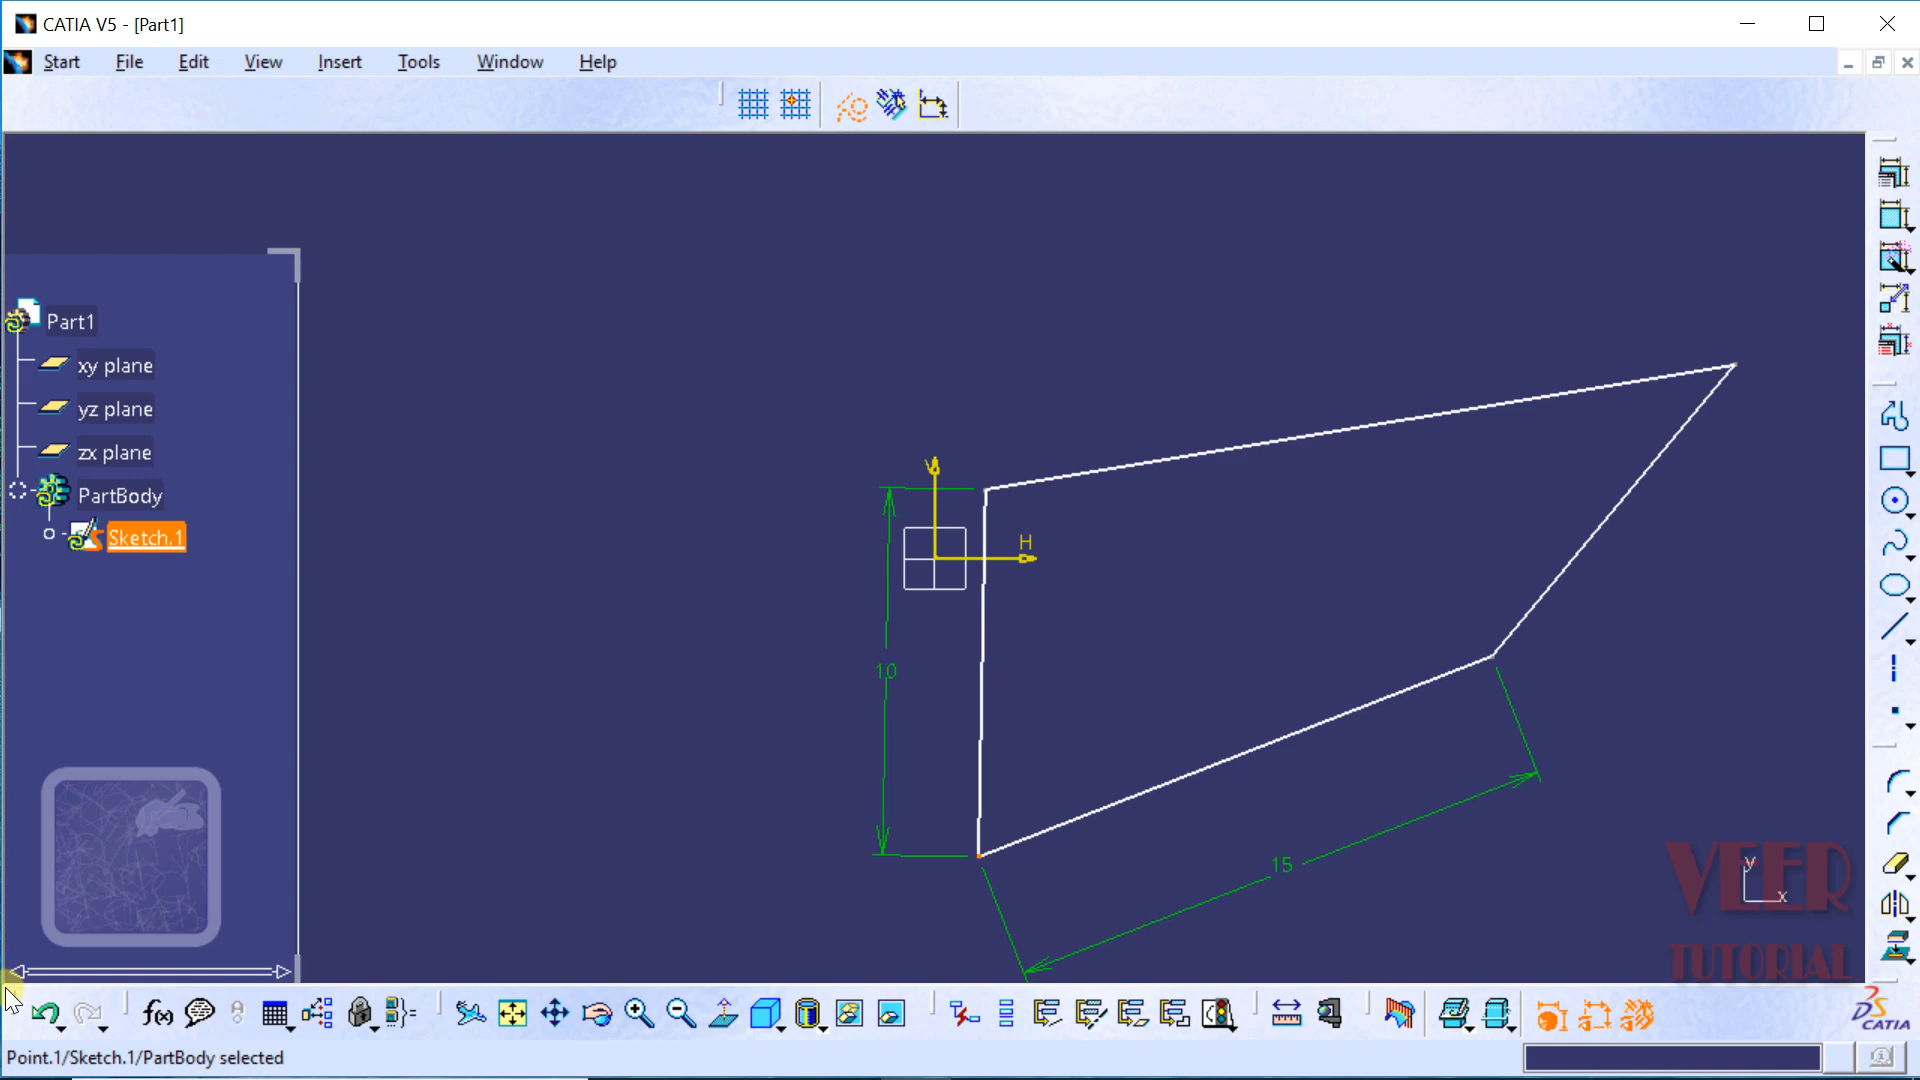 CATIA V5 - [Part1]
Start File Edit View Insert Tools Window Help
Part1
xy plane
yz plane
zx plane
PartBody
Sketch.1
V
H
10
15
y
x
VEER
TUTORIAL
f(x)
DS
CATIA
Point.1/Sketch.1/PartBody selected